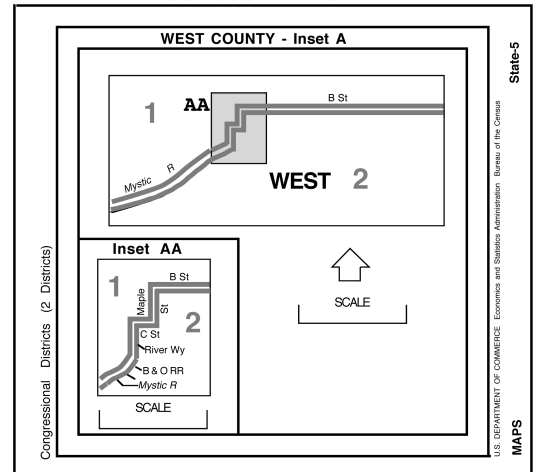 WEST COUNTY - Inset A
1
AA
B St
Mystic R
WEST 2
Inset AA
1
B St
Maple St
2
C St
River Wy
B & O RR
Mystic R
SCALE
SCALE
Congressional Districts (2 Districts)
U.S. DEPARTMENT OF COMMERCE Economics and Statistics Administration Bureau of the Census
State-5
MAPS